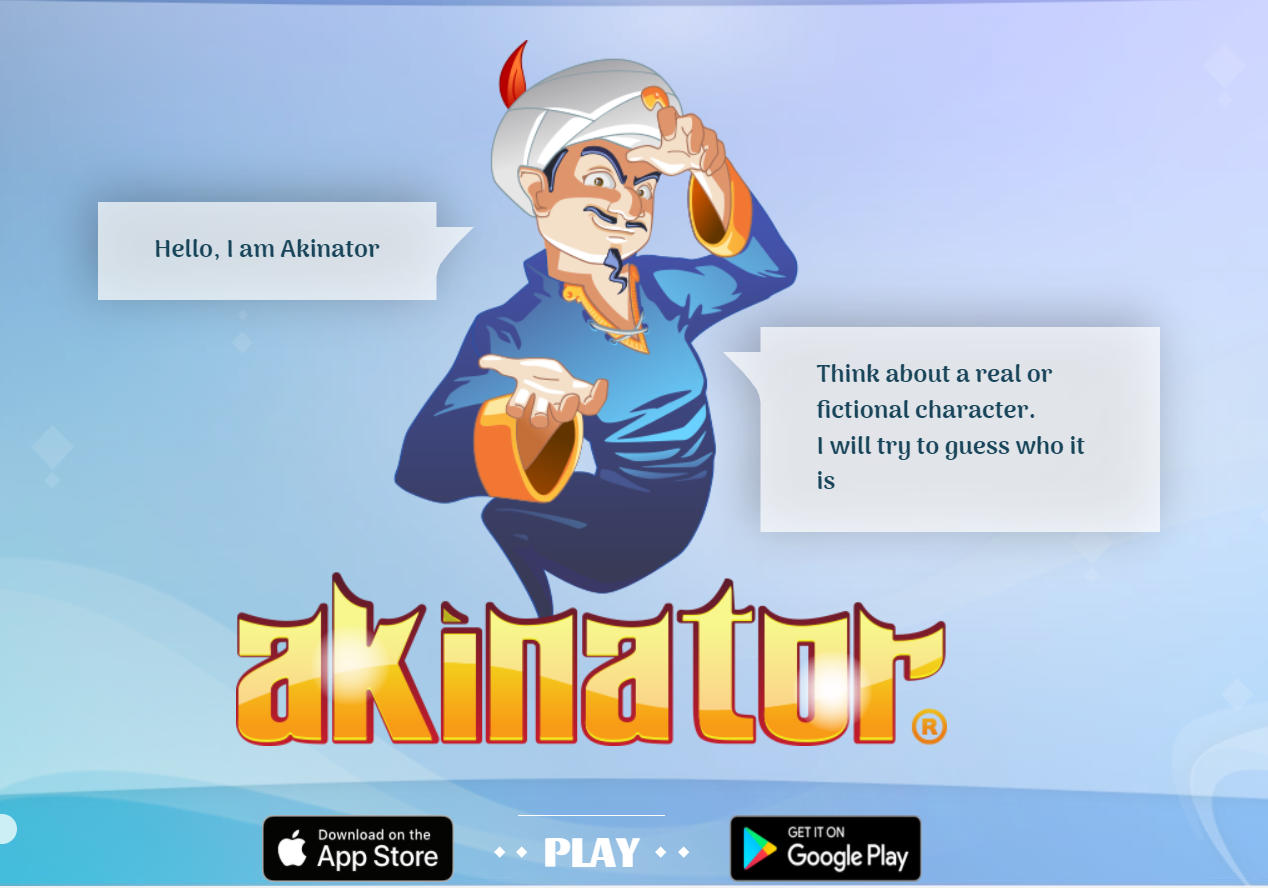 Hello, I am Akinator
Think about a real or
fictional character.
I will try to guess who it
is
akinator®
Download on the
App Store
PLAY
GET IT ON
Google Play